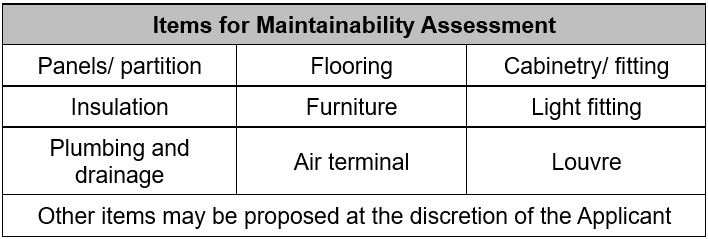 Items for Maintainability Assessment
Panels/ partition
Flooring
Cabinetry/ fitting
Insulation
Furniture
Light fitting
Plumbing and
drainage
Air terminal
Louvre
Other items may be proposed at the discretion of the Applicant